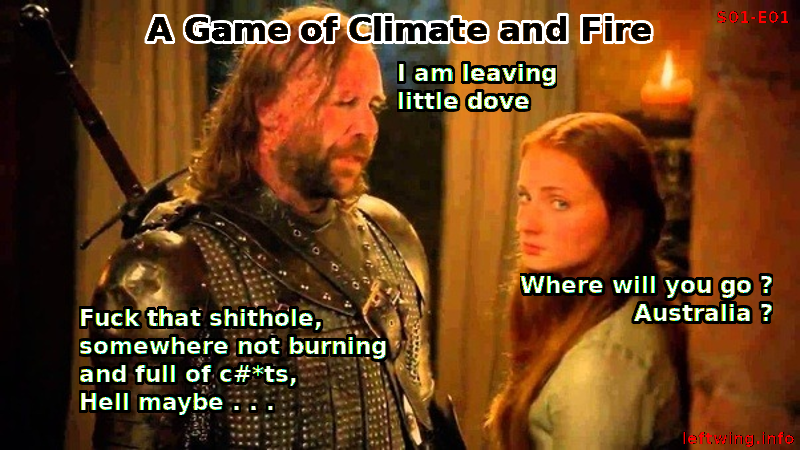 A Game of Climate and Fire
S01-E01
I am leaving
little dove
Where will you go ?
Australia ?
Fuck that shithole,
somewhere not burning
and full of c#*ts,
Hell maybe . . .
leftwing.info